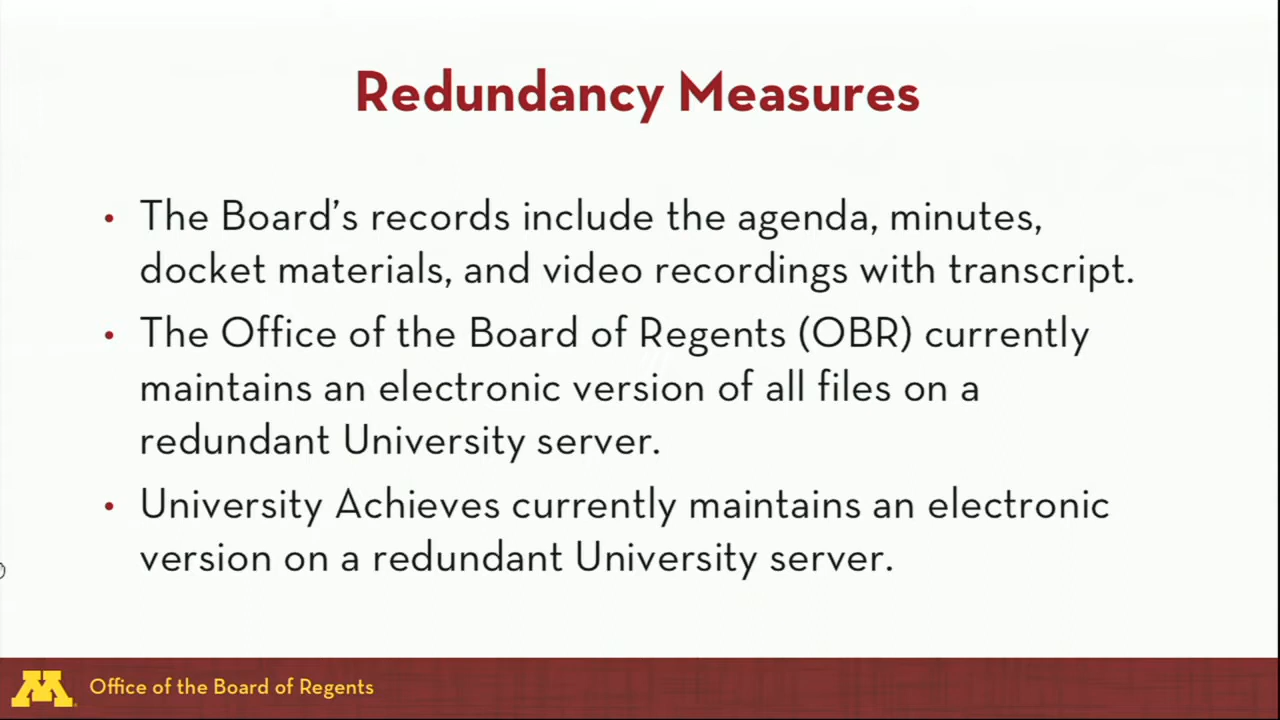 Redundancy Measures
• The Board's records include the agenda, minutes,
docket materials, and video recordings with transcript.
• The Office of the Board of Regents (OBR) currently
maintains an electronic version of all files on a
redundant University server.
• University Achieves currently maintains an electronic
version on a redundant University server.
M Office of the Board of Regents